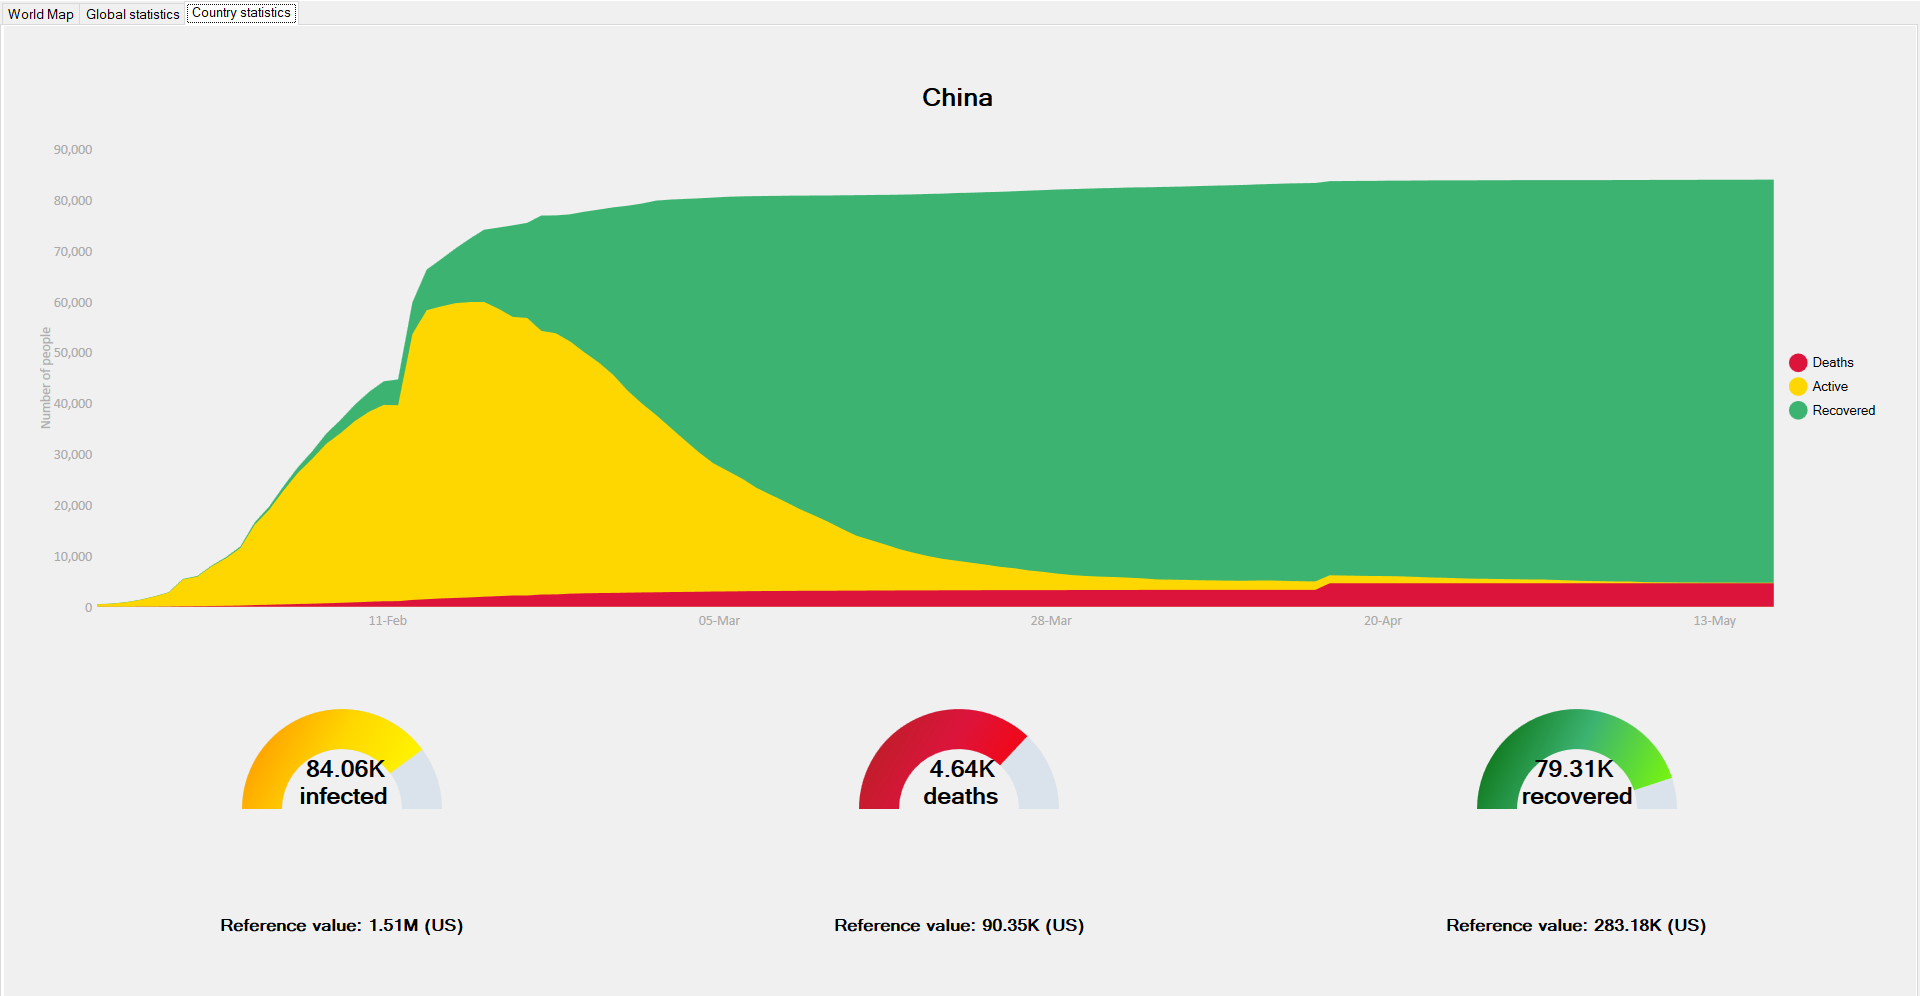 World Map
Global statistics
Country statistics
China
90,000
80,000
70,000
60,000
50,000
40,000
30,000
20,000
10,000
0
Number of people
11-Feb
05-Mar
28-Mar
20-Apr
13-May
Deaths
Active
Recovered
84.06K
infected
4.64K
deaths
79.31K
recovered
Reference value: 1.51M (US)
Reference value: 90.35K (US)
Reference value: 283.18K (US)